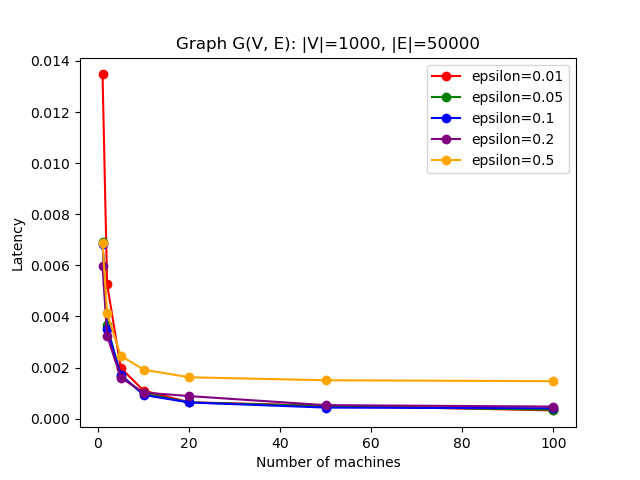 Graph G(V, E): |V|=1000, |E|=50000
epsilon=0.01
epsilon=0.05
epsilon=0.1
epsilon=0.2
epsilon=0.5
0.014
0.012
0.010
0.008
0.006
0.004
0.002
0.000
Latency
0 20 40 60 80 100
Number of machines